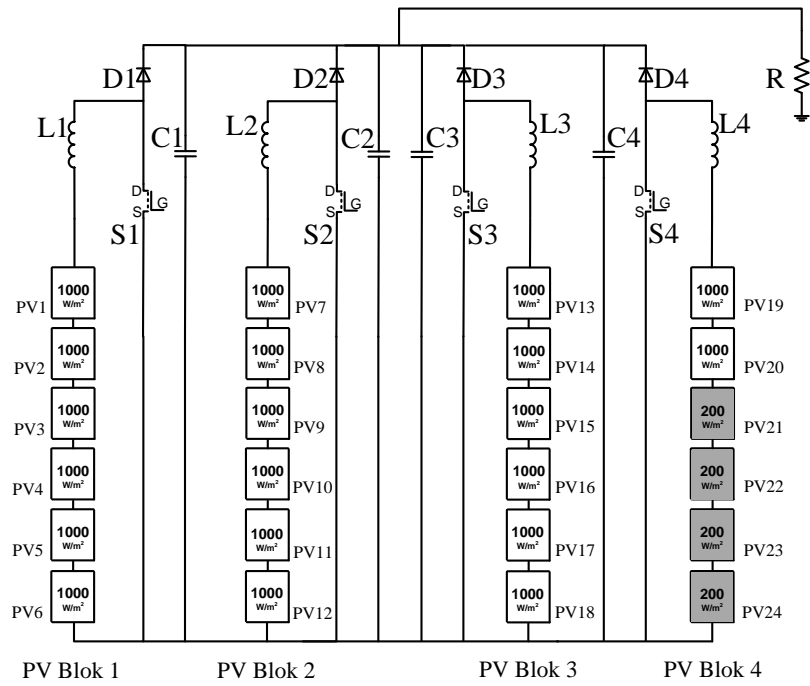 D1
D2
D3
D4
R
L1
C1
L2
C2
C3
L3
C4
L4
D
G
S
D
G
S
D
G
S
D
G
S
S1
S2
S3
S4
1000
W/m²
PV1
1000
W/m²
PV7
1000
W/m²
PV13
1000
W/m²
PV19
1000
W/m²
PV2
1000
W/m²
PV8
1000
W/m²
PV14
1000
W/m²
PV20
1000
W/m²
PV3
1000
W/m²
PV9
1000
W/m²
PV15
200
W/m²
PV21
1000
W/m²
PV4
1000
W/m²
PV10
1000
W/m²
PV16
200
W/m²
PV22
1000
W/m²
PV5
1000
W/m²
PV11
1000
W/m²
PV17
200
W/m²
PV23
1000
W/m²
PV6
1000
W/m²
PV12
1000
W/m²
PV18
200
W/m²
PV24
PV Blok 1
PV Blok 2
PV Blok 3
PV Blok 4